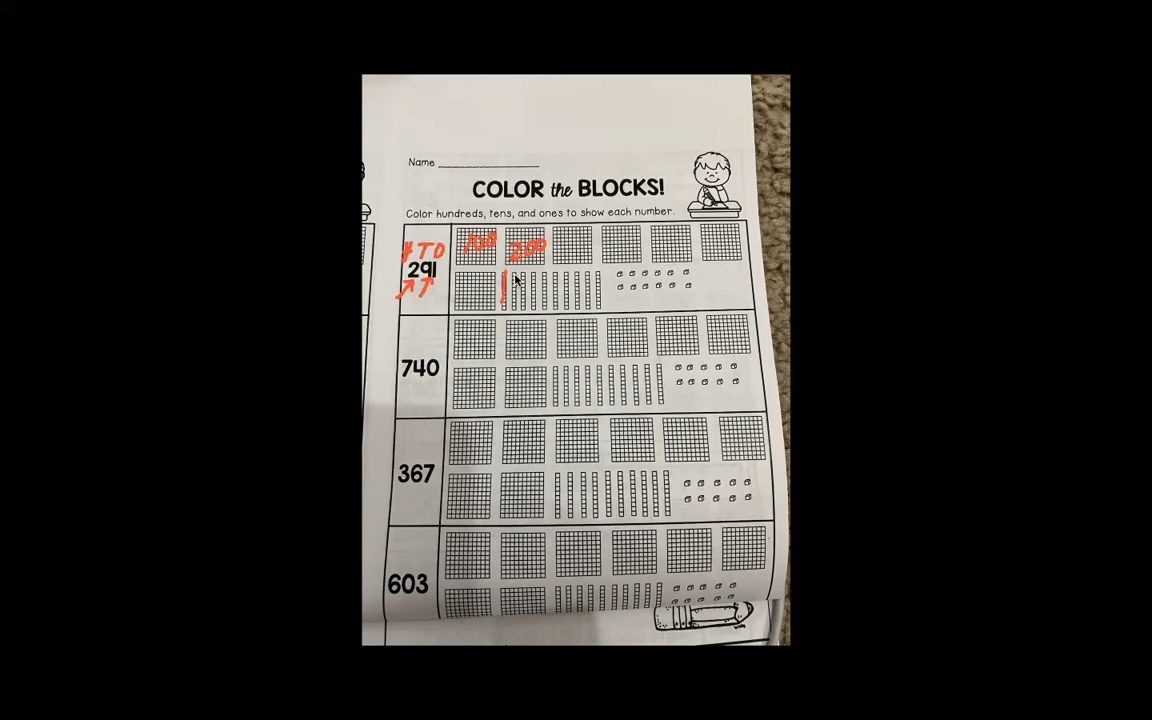 Name
COLOR the BLOCKS!
Color hundreds, tens, and ones to show each number.
H T O
291
100 200
740
367
603